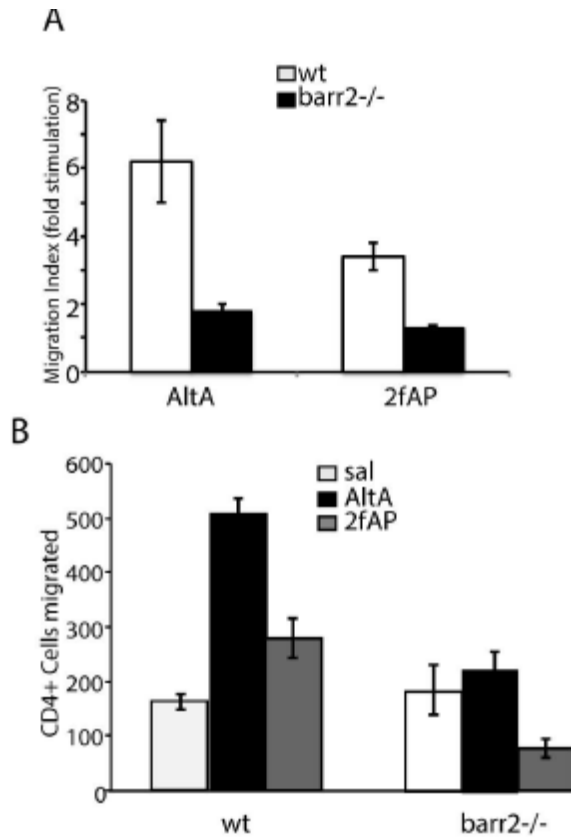 A
wt
barr2-/-
Migration Index (fold stimulation)
8
6
4
2
0
AltA 2fAP
B
sal
AltA
2fAP
CD4+ Cells migrated
600
500
400
300
200
100
0
wt barr2-/-